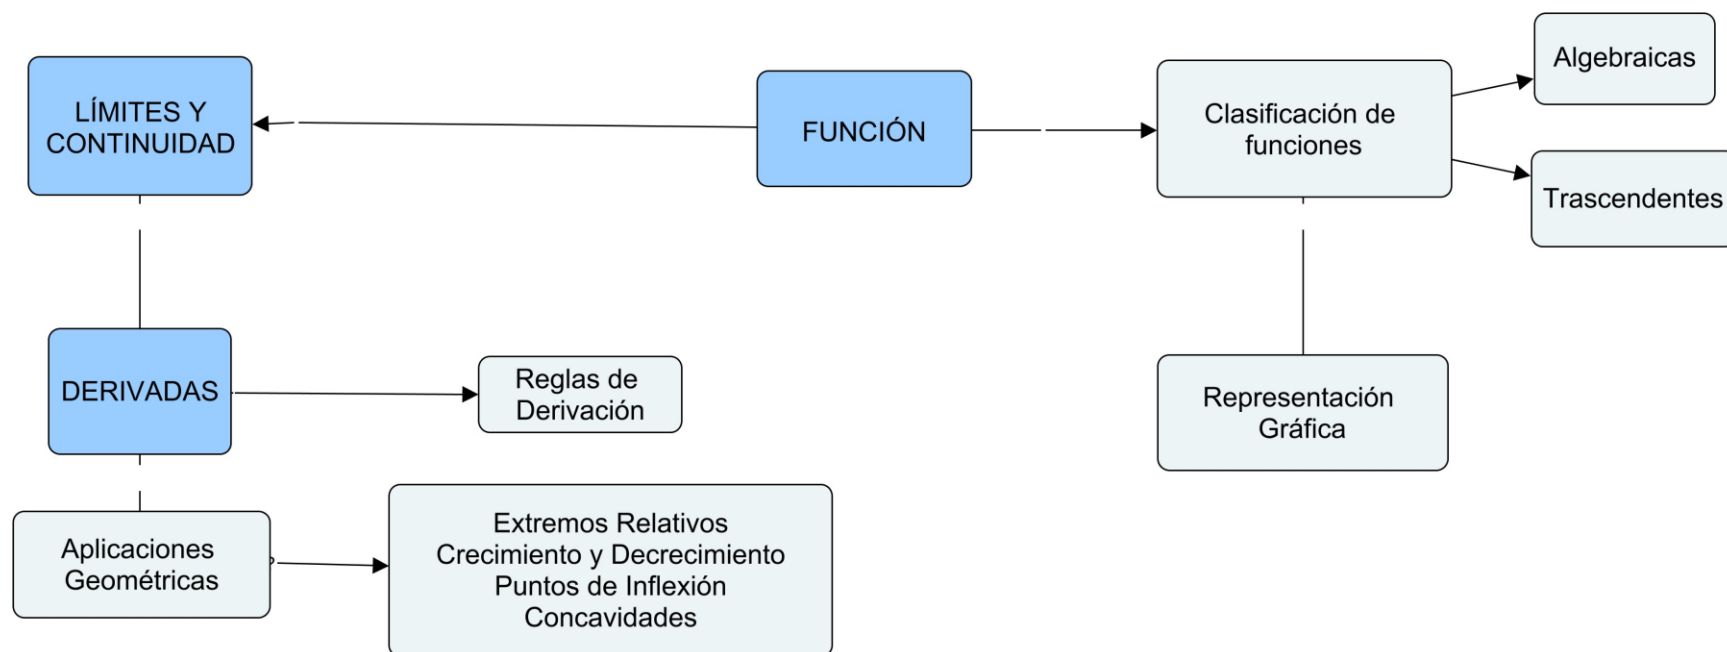 LÍMITES Y
CONTINUIDAD
FUNCIÓN
Clasificación de
funciones
Algebraicas
Trascendentes
DERIVADAS
Reglas de
Derivación
Representación
Gráfica
Aplicaciones
Geométricas
Extremos Relativos
Crecimiento y Decrecimiento
Puntos de Inflexión
Concavidades